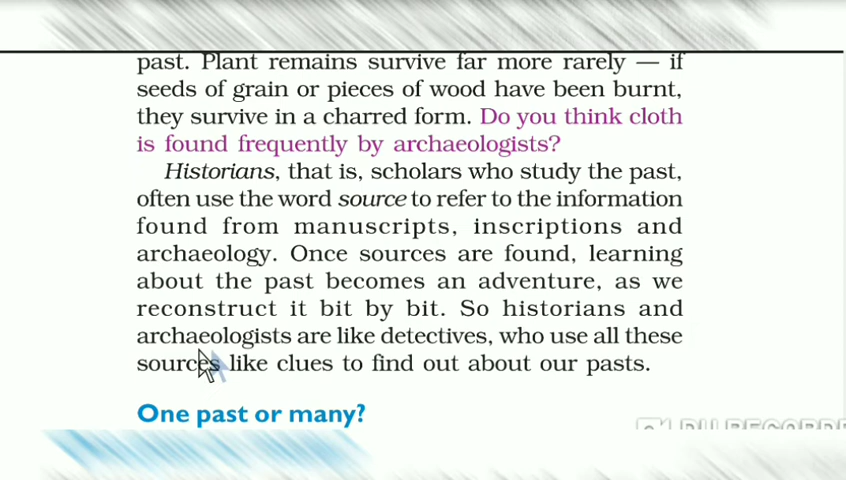 past. Plant remains survive far more rarely — if
seeds of grain or pieces of wood have been burnt,
they survive in a charred form. Do you think cloth
is found frequently by archaeologists?
Historians, that is, scholars who study the past,
often use the word source to refer to the information
found from manuscripts, inscriptions and
archaeology. Once sources are found, learning
about the past becomes an adventure, as we
reconstruct it bit by bit. So historians and
archaeologists are like detectives, who use all these
sources like clues to find out about our pasts.
One past or many?